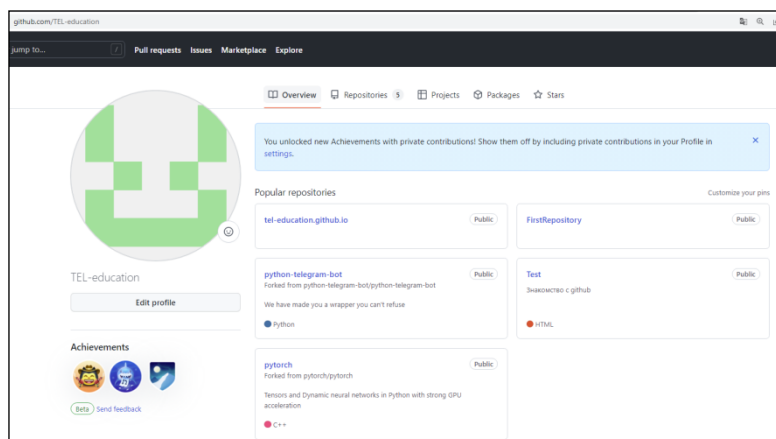 github.com/TEL-education
jump to... /
Pull requests Issues Marketplace Explore
Overview Repositories 5 Projects Packages Stars
You unlocked new Achievements with private contributions! Show them off by including private contributions in your Profile in
settings.
Popular repositories
Customize your pins
tel-education.github.io Public
FirstRepository Public
TEL-education
Edit profile
Achievements
Beta Send feedback
python-telegram-bot Public
Forked from python-telegram-bot/python-telegram-bot
We have made you a wrapper you can't refuse
Python
Test Public
Знакомство с github
HTML
pytorch Public
Forked from pytorch/pytorch
Tensors and Dynamic neural networks in Python with strong GPU
acceleration
C++